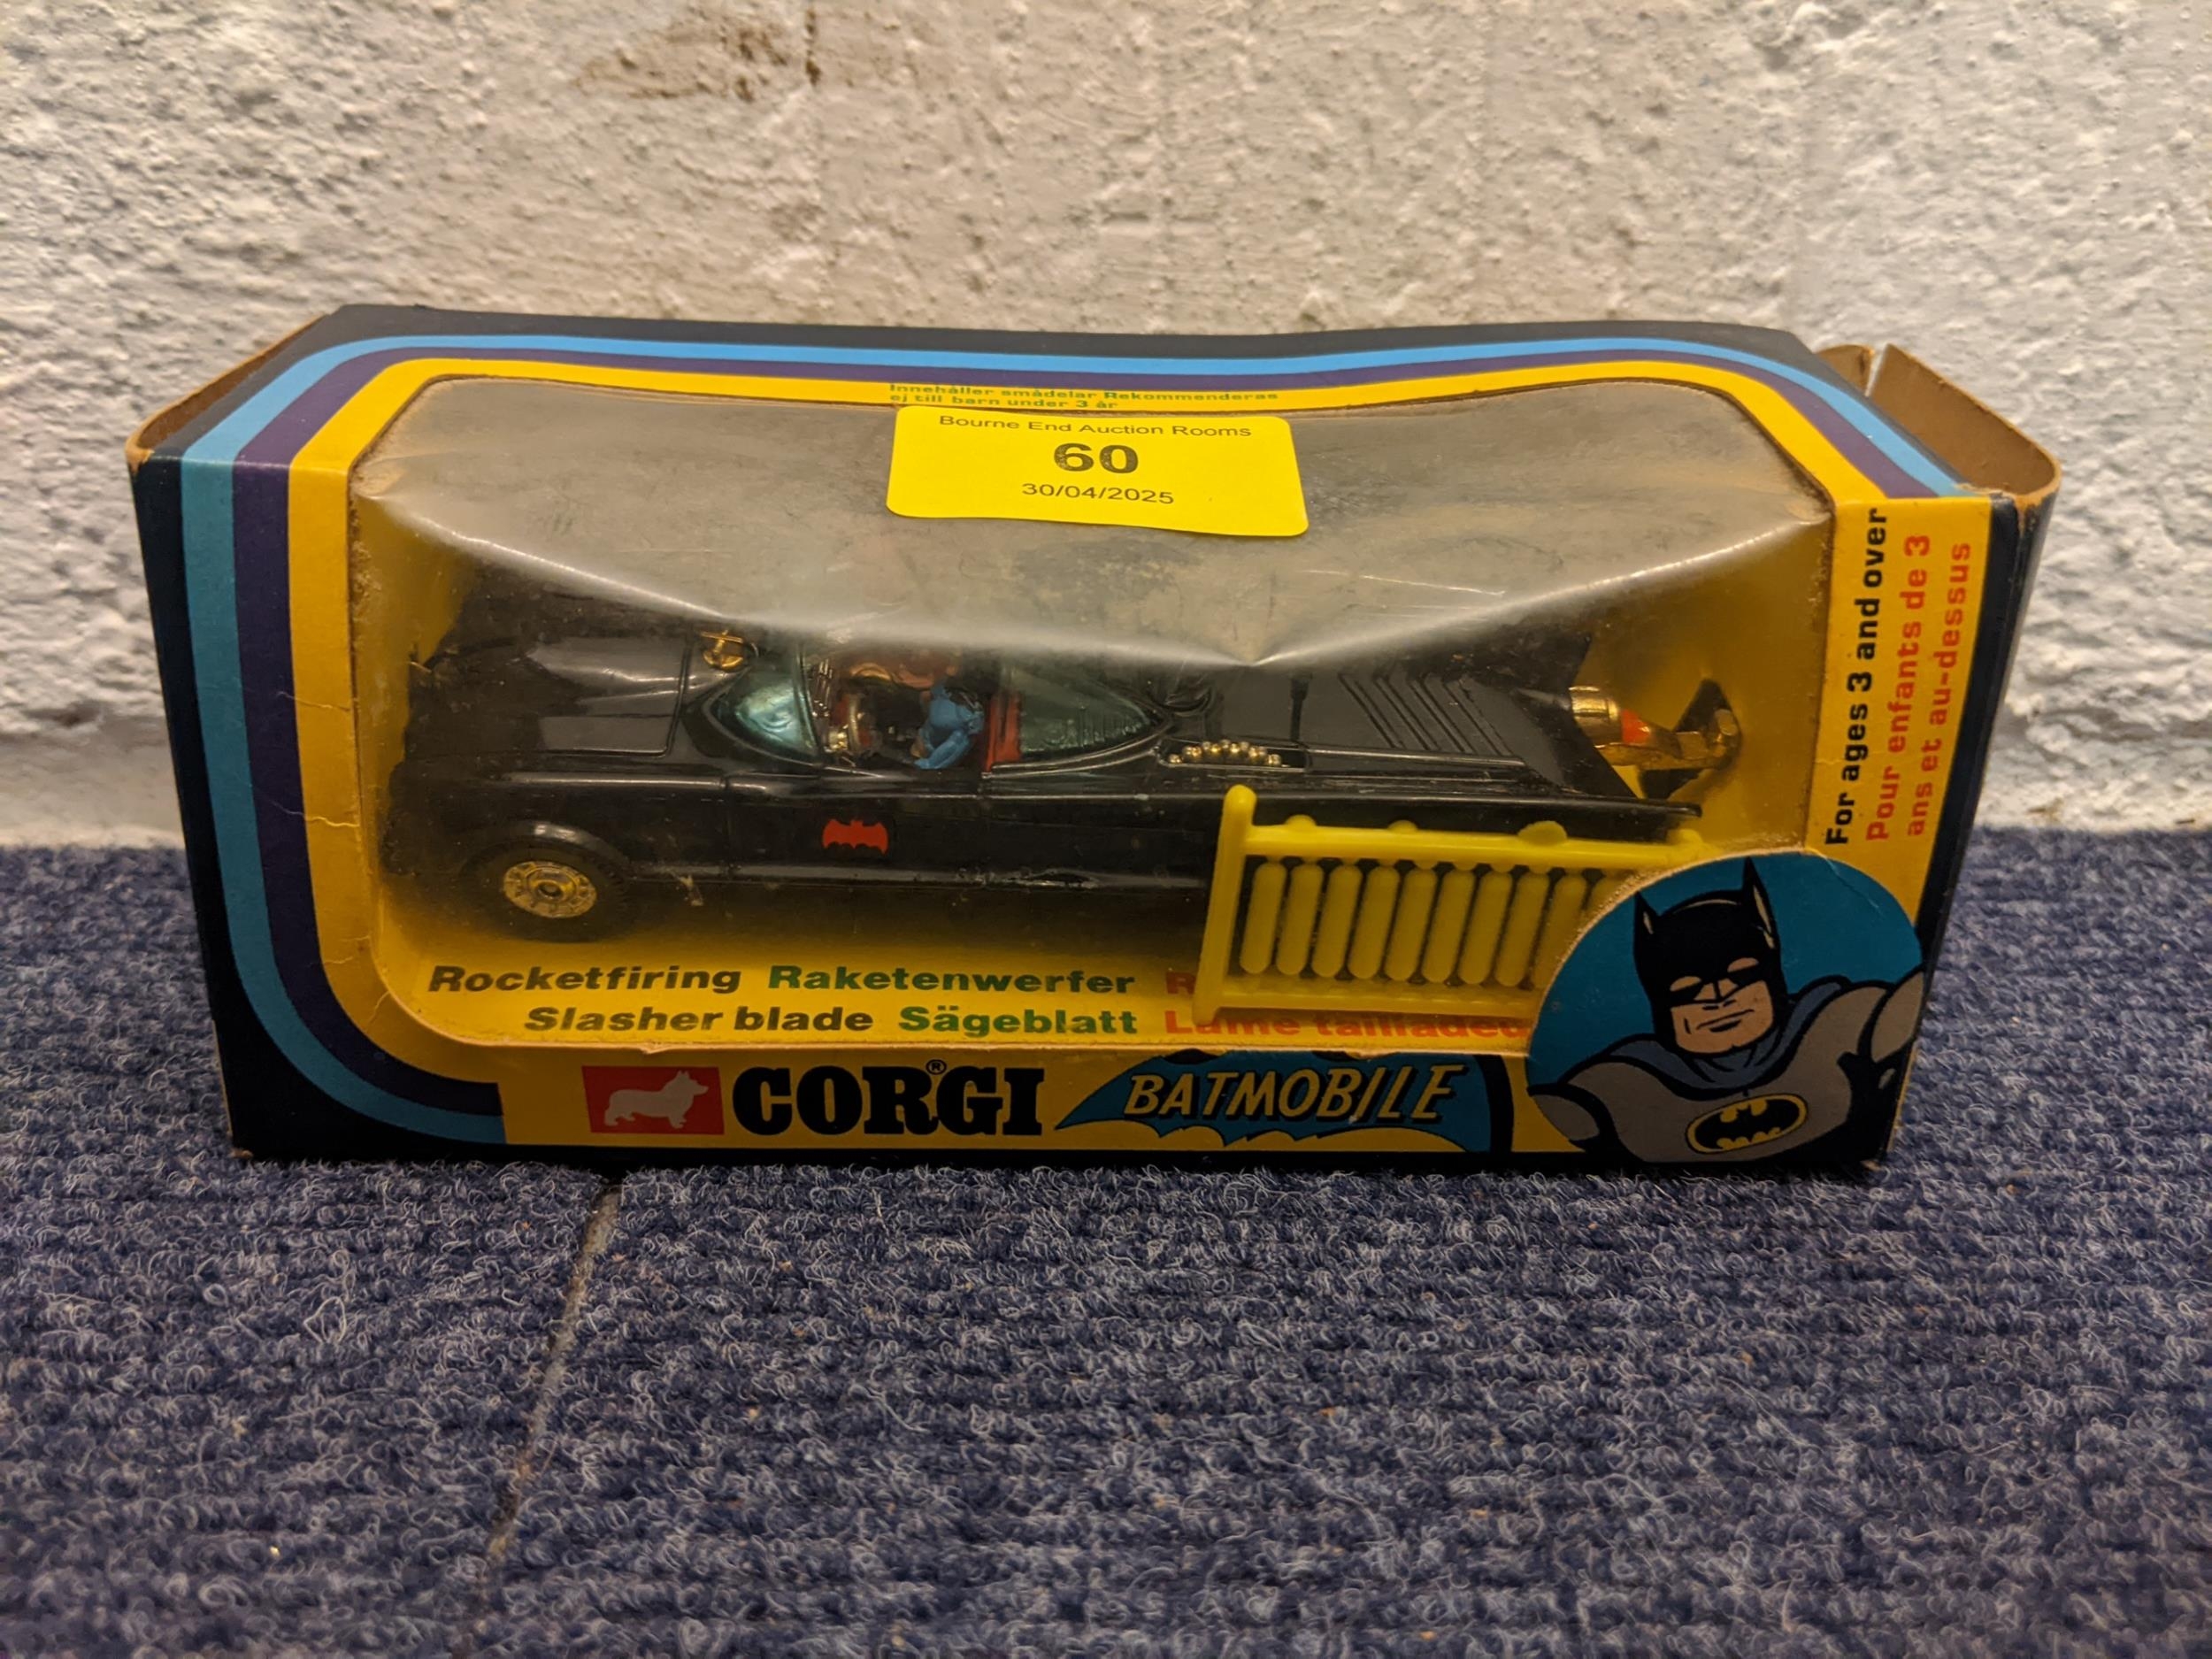 Innehåller smådelar Rekommenderas
ej till barn under 3 år
Bourne End Auction Rooms
60
30/04/2025
For ages 3 and over
Pour enfants de 3
ans et au-dessus
Rocketfiring Raketenwerfer
Slasher blade Sägeblatt Lame
CORGI®
BATMOBILE